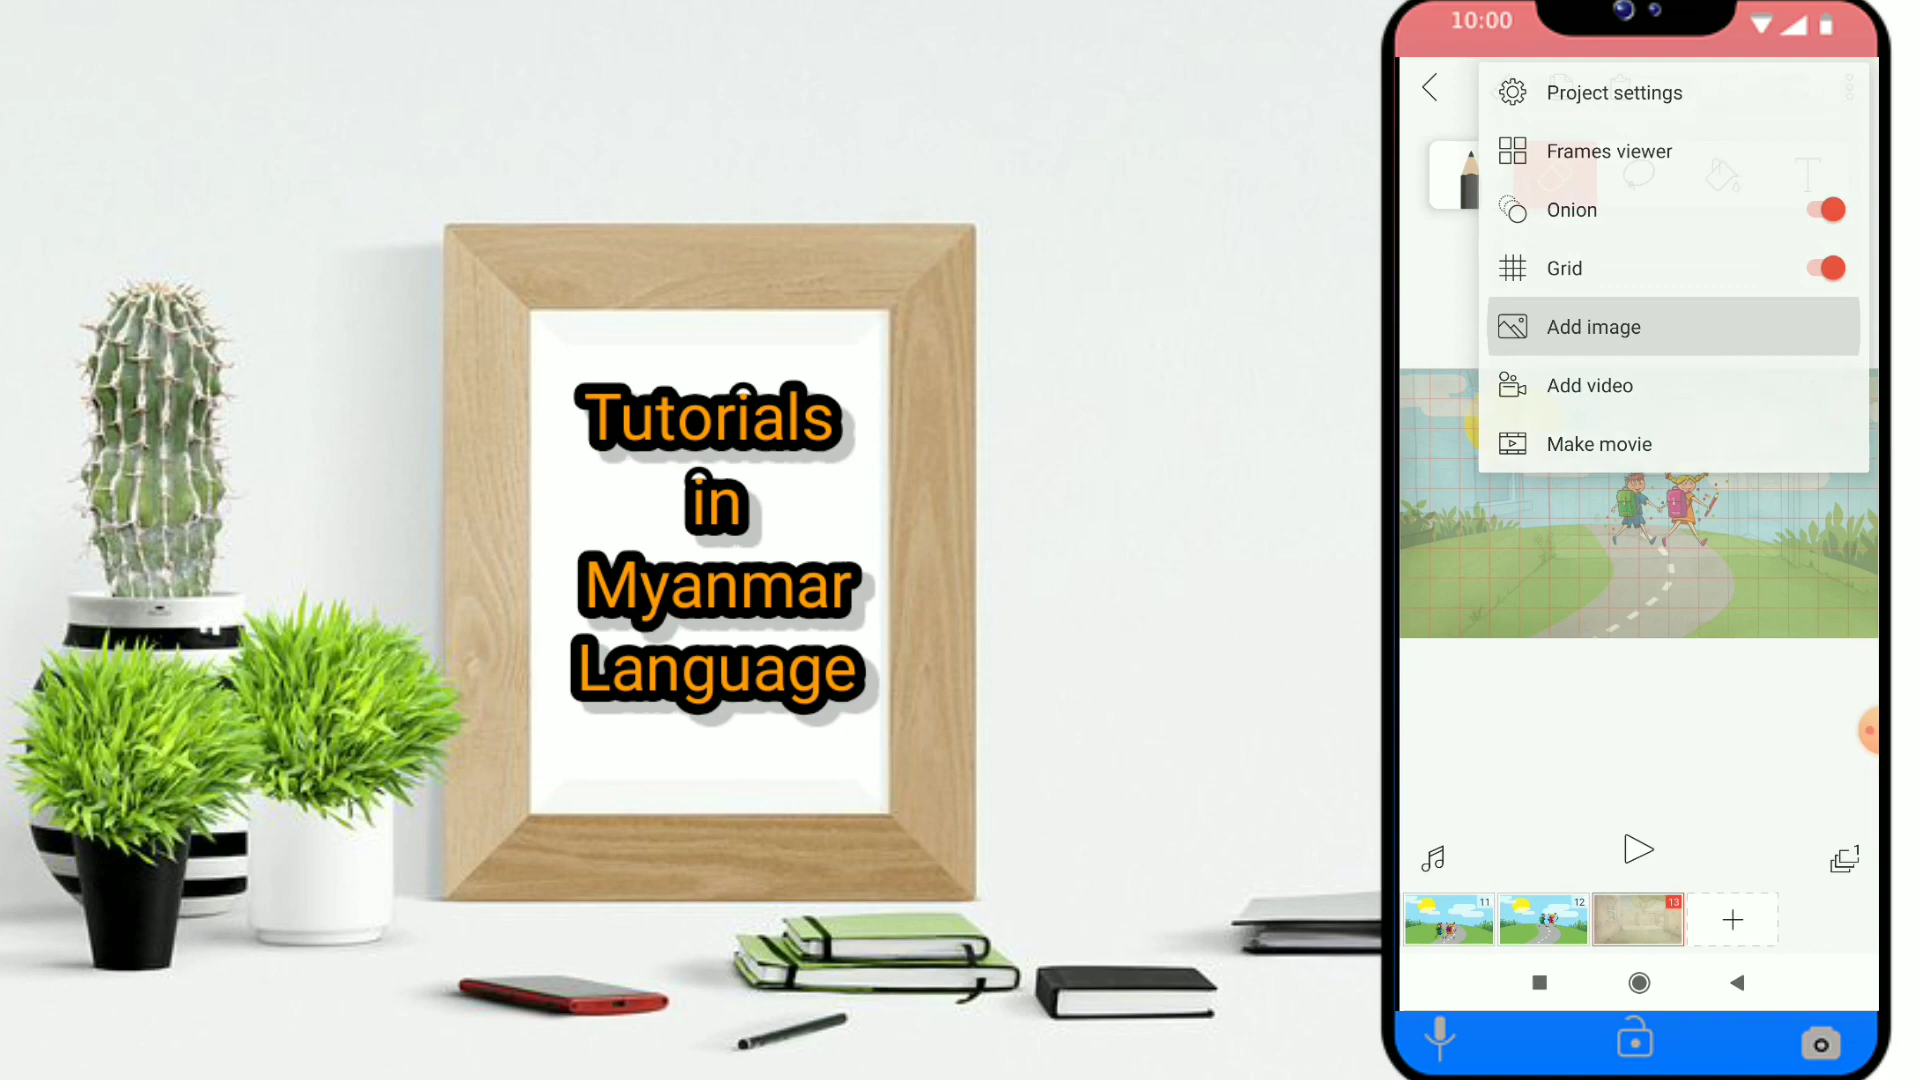 Tutorials
in
Myanmar
Language
10:00
Project settings
Frames viewer
Onion
Grid
Add image
Add video
Make movie
T
1
11
12
13